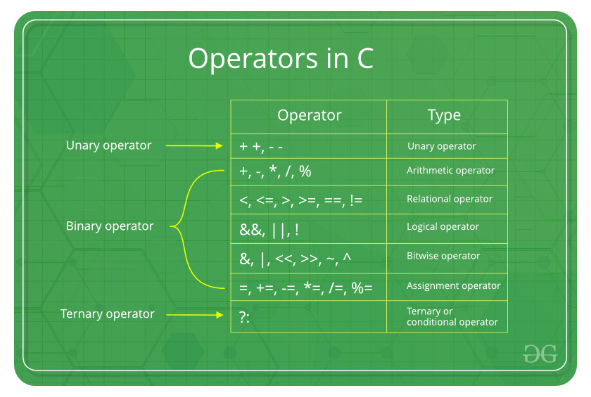 Operators in C
Operator Type
Unary operator + +, - - Unary operator
+, -, *, /, % Arithmetic operator
<, <=, >, >=, ==, != Relational operator
Binary operator &&, ||, ! Logical operator
&, |, <<, >>, ~, ^ Bitwise operator
=, +=, -=, *=, /=, %= Assignment operator
Ternary operator ?: Ternary or
conditional operator